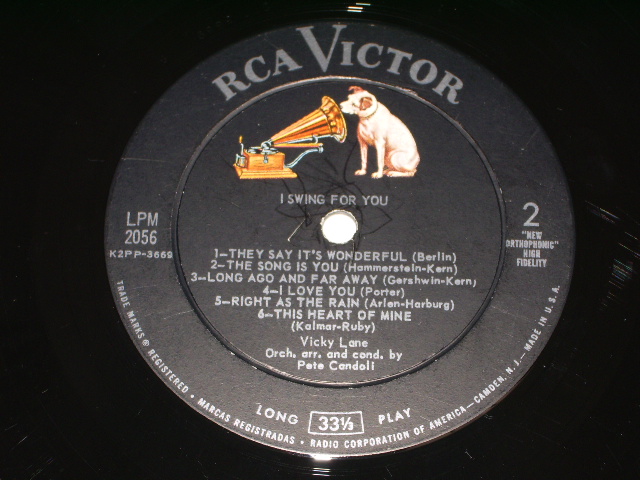 RCA VICTOR
I SWING FOR YOU
LPM
2056
K2PP-3669
2
"NEW
ORTHOPHONIC"
HIGH
FIDELITY
1—THEY SAY IT'S WONDERFUL (Berlin)
2—THE SONG IS YOU (Hammerstein-Kern)
3—LONG AGO AND FAR AWAY (Gershwin-Kern)
4—I LOVE YOU (Porter)
5—RIGHT AS THE RAIN (Arlen-Harburg)
6—THIS HEART OF MINE
(Kalmar-Ruby)
Vicky Lane
Orch. arr. and cond. by
Pete Candoli
LONG 33⅓ PLAY
TRADE MARKS ® REGISTERED • MARCAS REGISTRADAS • RADIO CORPORATION OF AMERICA—CAMDEN, N.J.—MADE IN U.S.A.